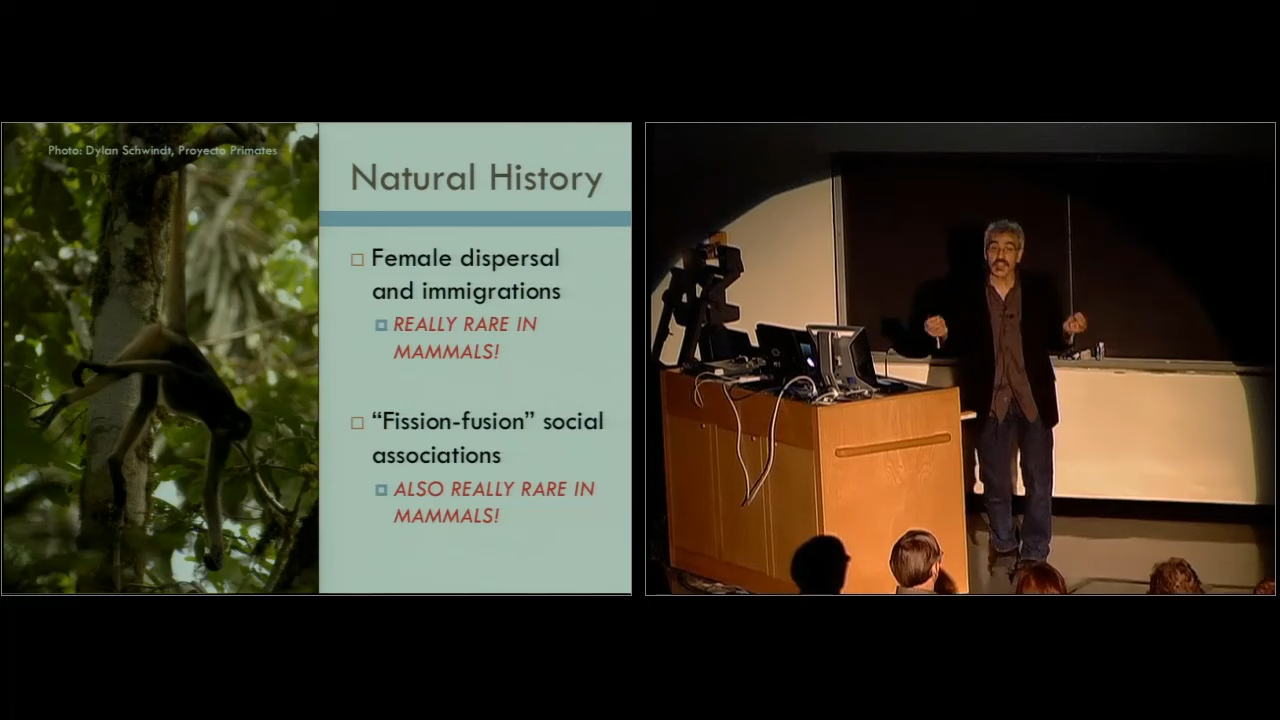 Photo: Dylan Schwindt, Proyecto Primates
Natural History
Female dispersal
and immigrations
REALLY RARE IN
MAMMALS!
“Fission-fusion” social
associations
ALSO REALLY RARE IN
MAMMALS!